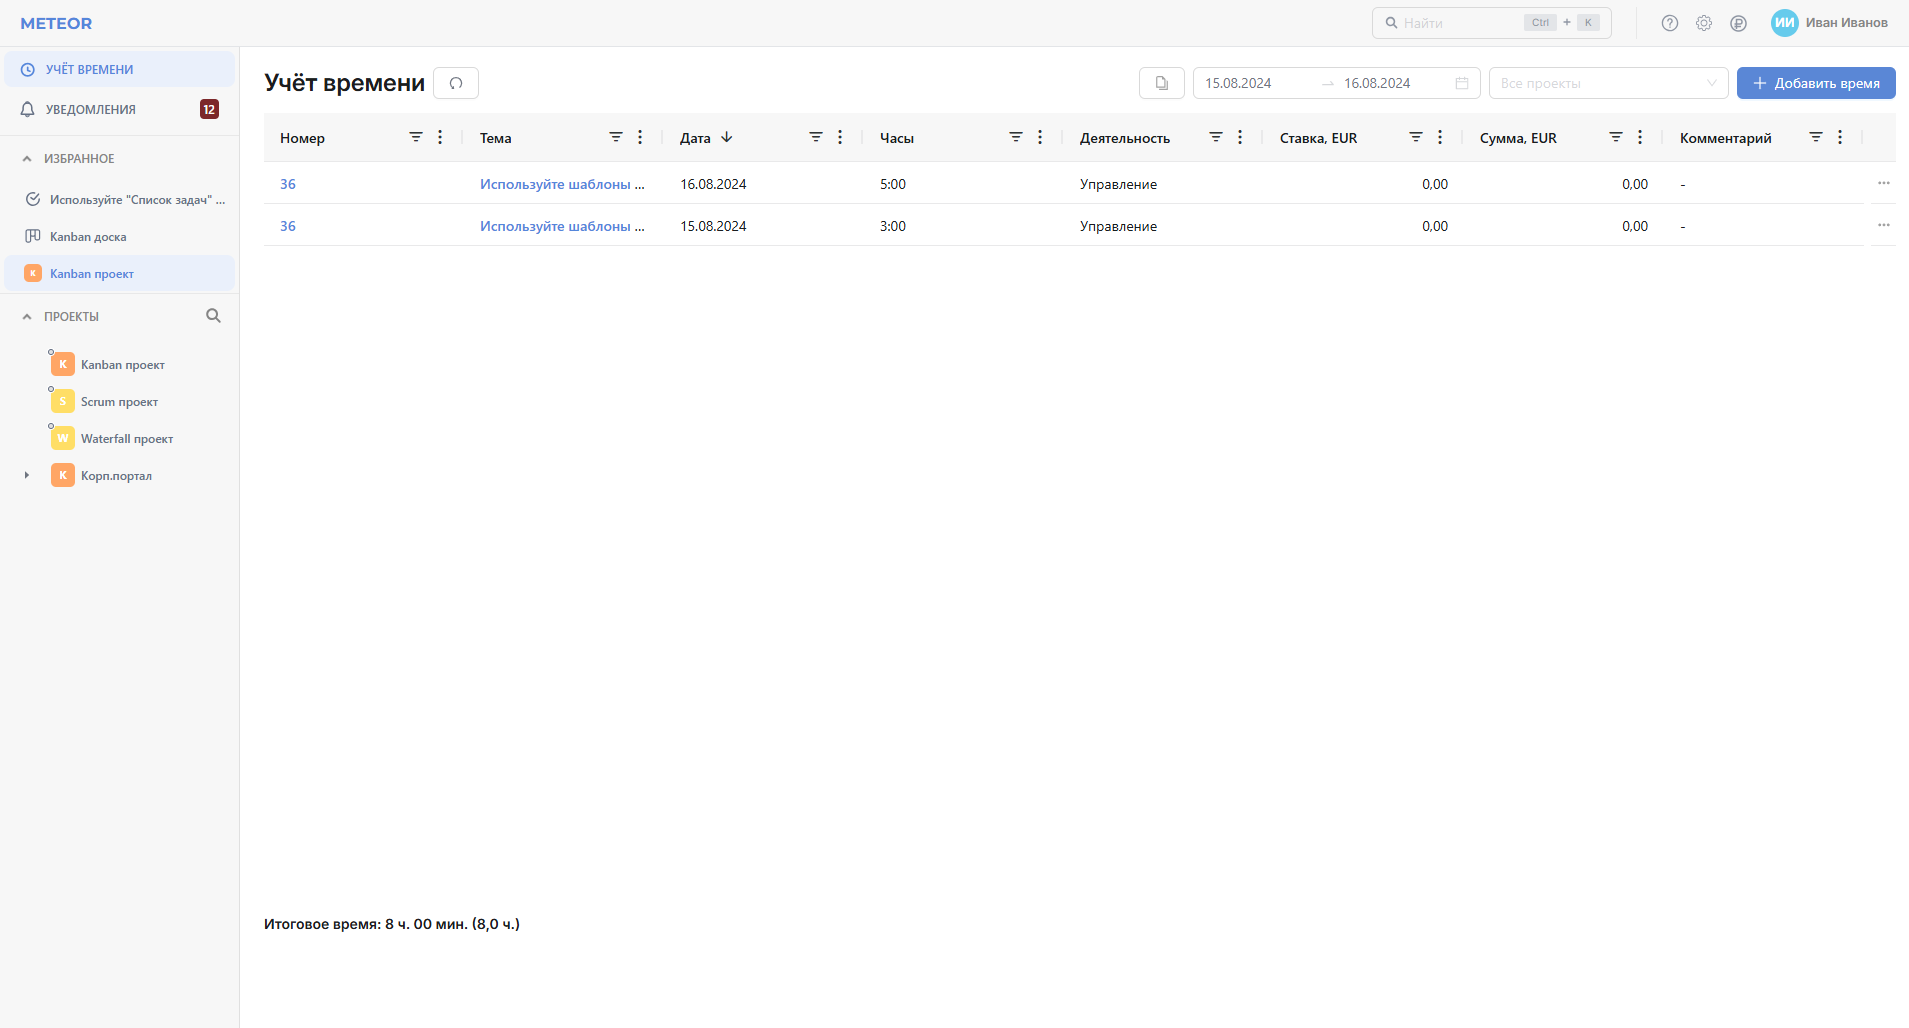 METEOR
Найти Ctrl + K
ИИ Иван Иванов
УЧЁТ ВРЕМЕНИ
УВЕДОМЛЕНИЯ 12
ИЗБРАННОЕ
Используйте "Список задач" ...
Kanban доска
K Kanban проект
ПРОЕКТЫ
K Kanban проект
S Scrum проект
W Waterfall проект
K Корп.портал
Учёт времени
15.08.2024 → 16.08.2024 Все проекты + Добавить время
Номер Тема Дата Часы Деятельность Ставка, EUR Сумма, EUR Комментарий
36 Используйте шаблоны ... 16.08.2024 5:00 Управление 0,00 0,00 -
36 Используйте шаблоны ... 15.08.2024 3:00 Управление 0,00 0,00 -
Итоговое время: 8 ч. 00 мин. (8,0 ч.)